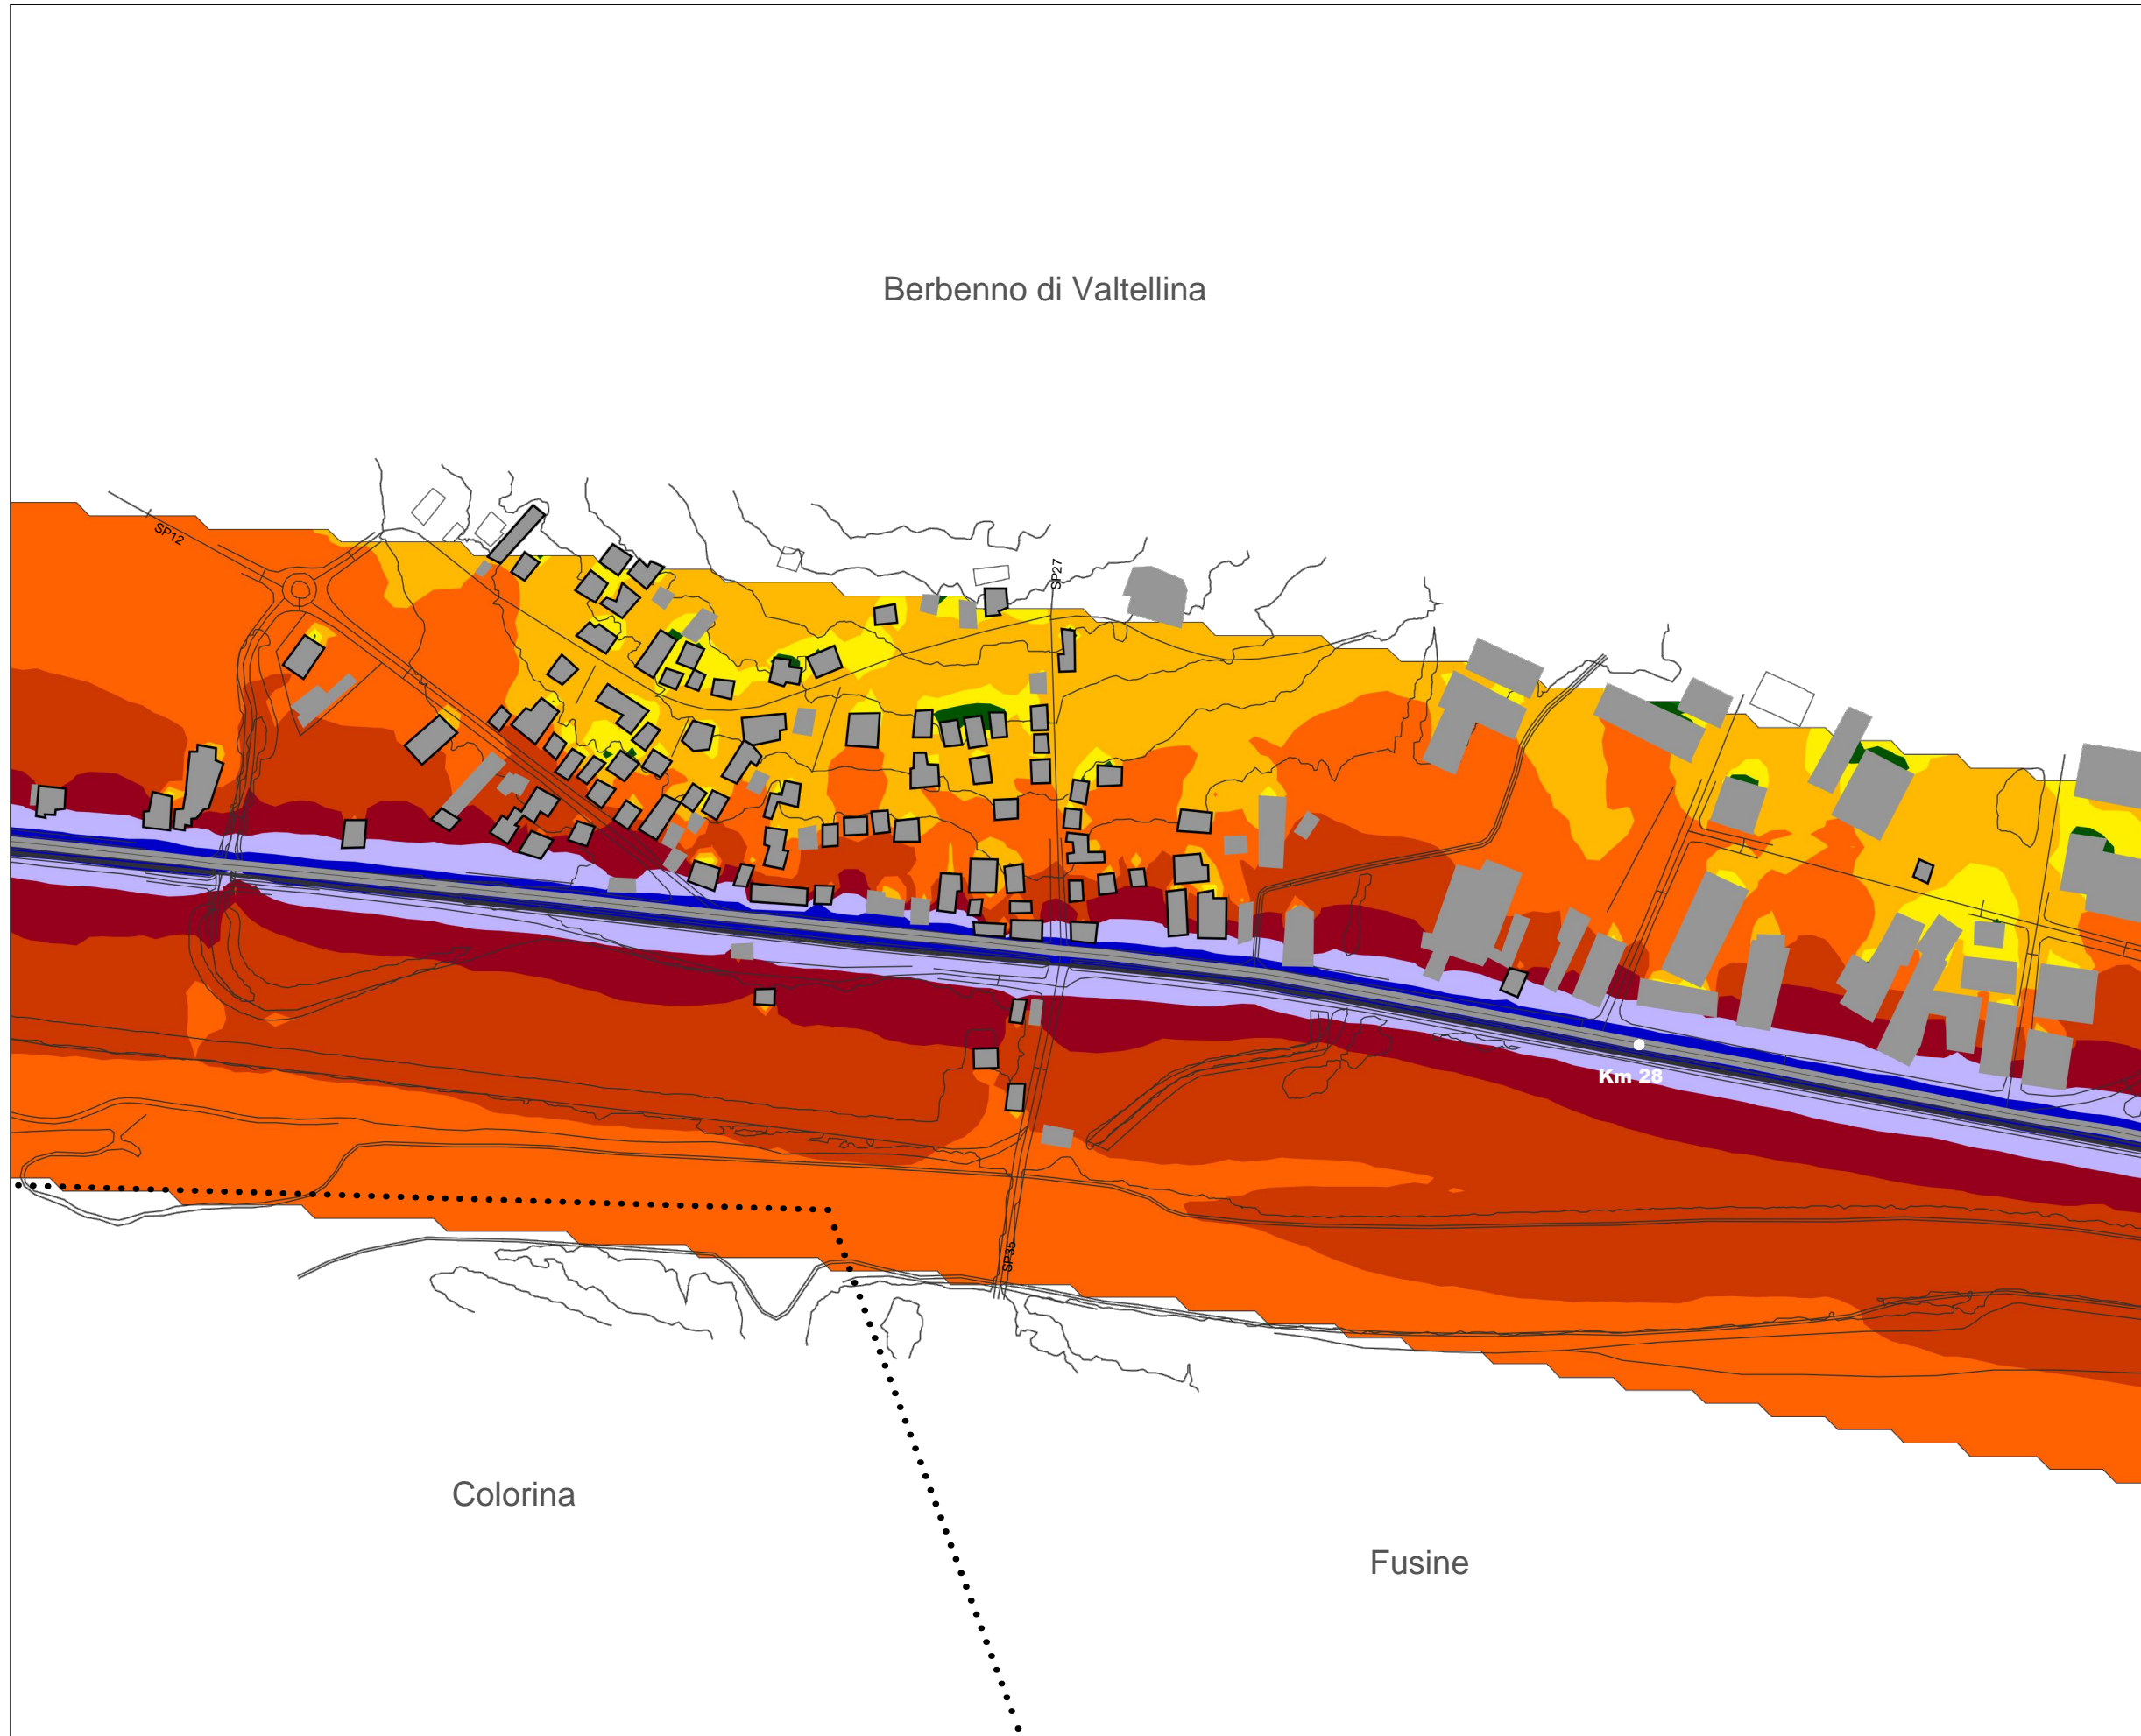 Berbenno di Valtellina
SP12
SP27
Km 28
SP35
Colorina
Fusine